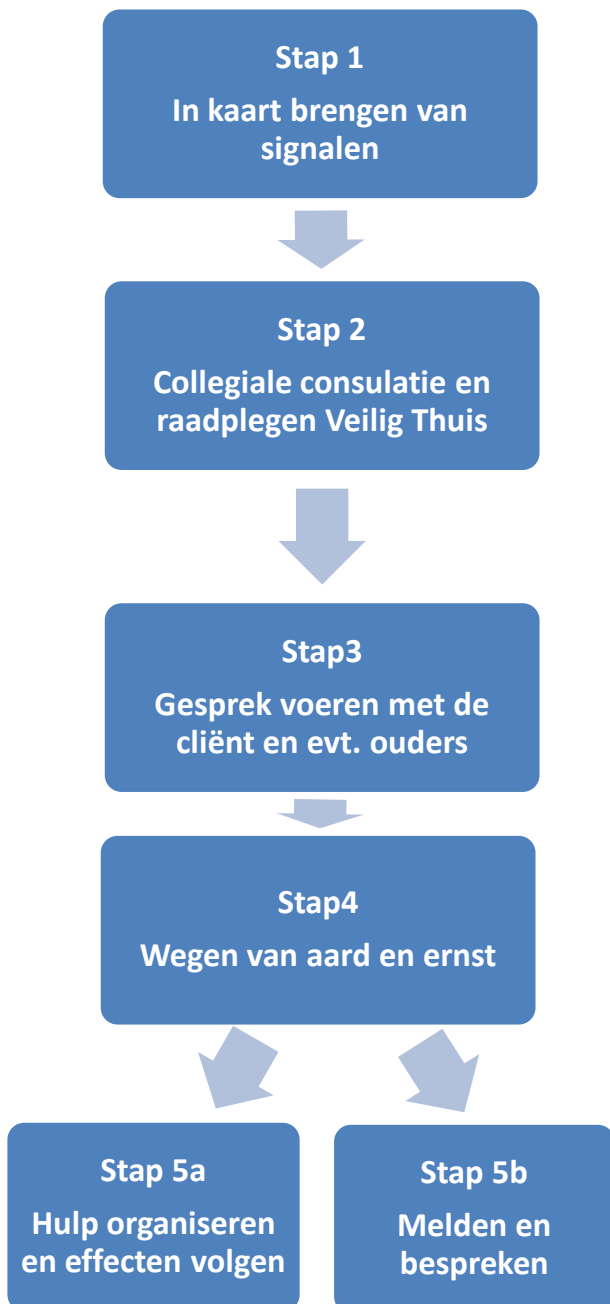 Stap 1
In kaart brengen van
signalen
Stap 2
Collegiale consulatie en
raadplegen Veilig Thuis
Stap3
Gesprek voeren met de
cliënt en evt. ouders
Stap4
Wegen van aard en ernst
Stap 5a
Hulp organiseren
en effecten volgen
Stap 5b
Melden en
bespreken